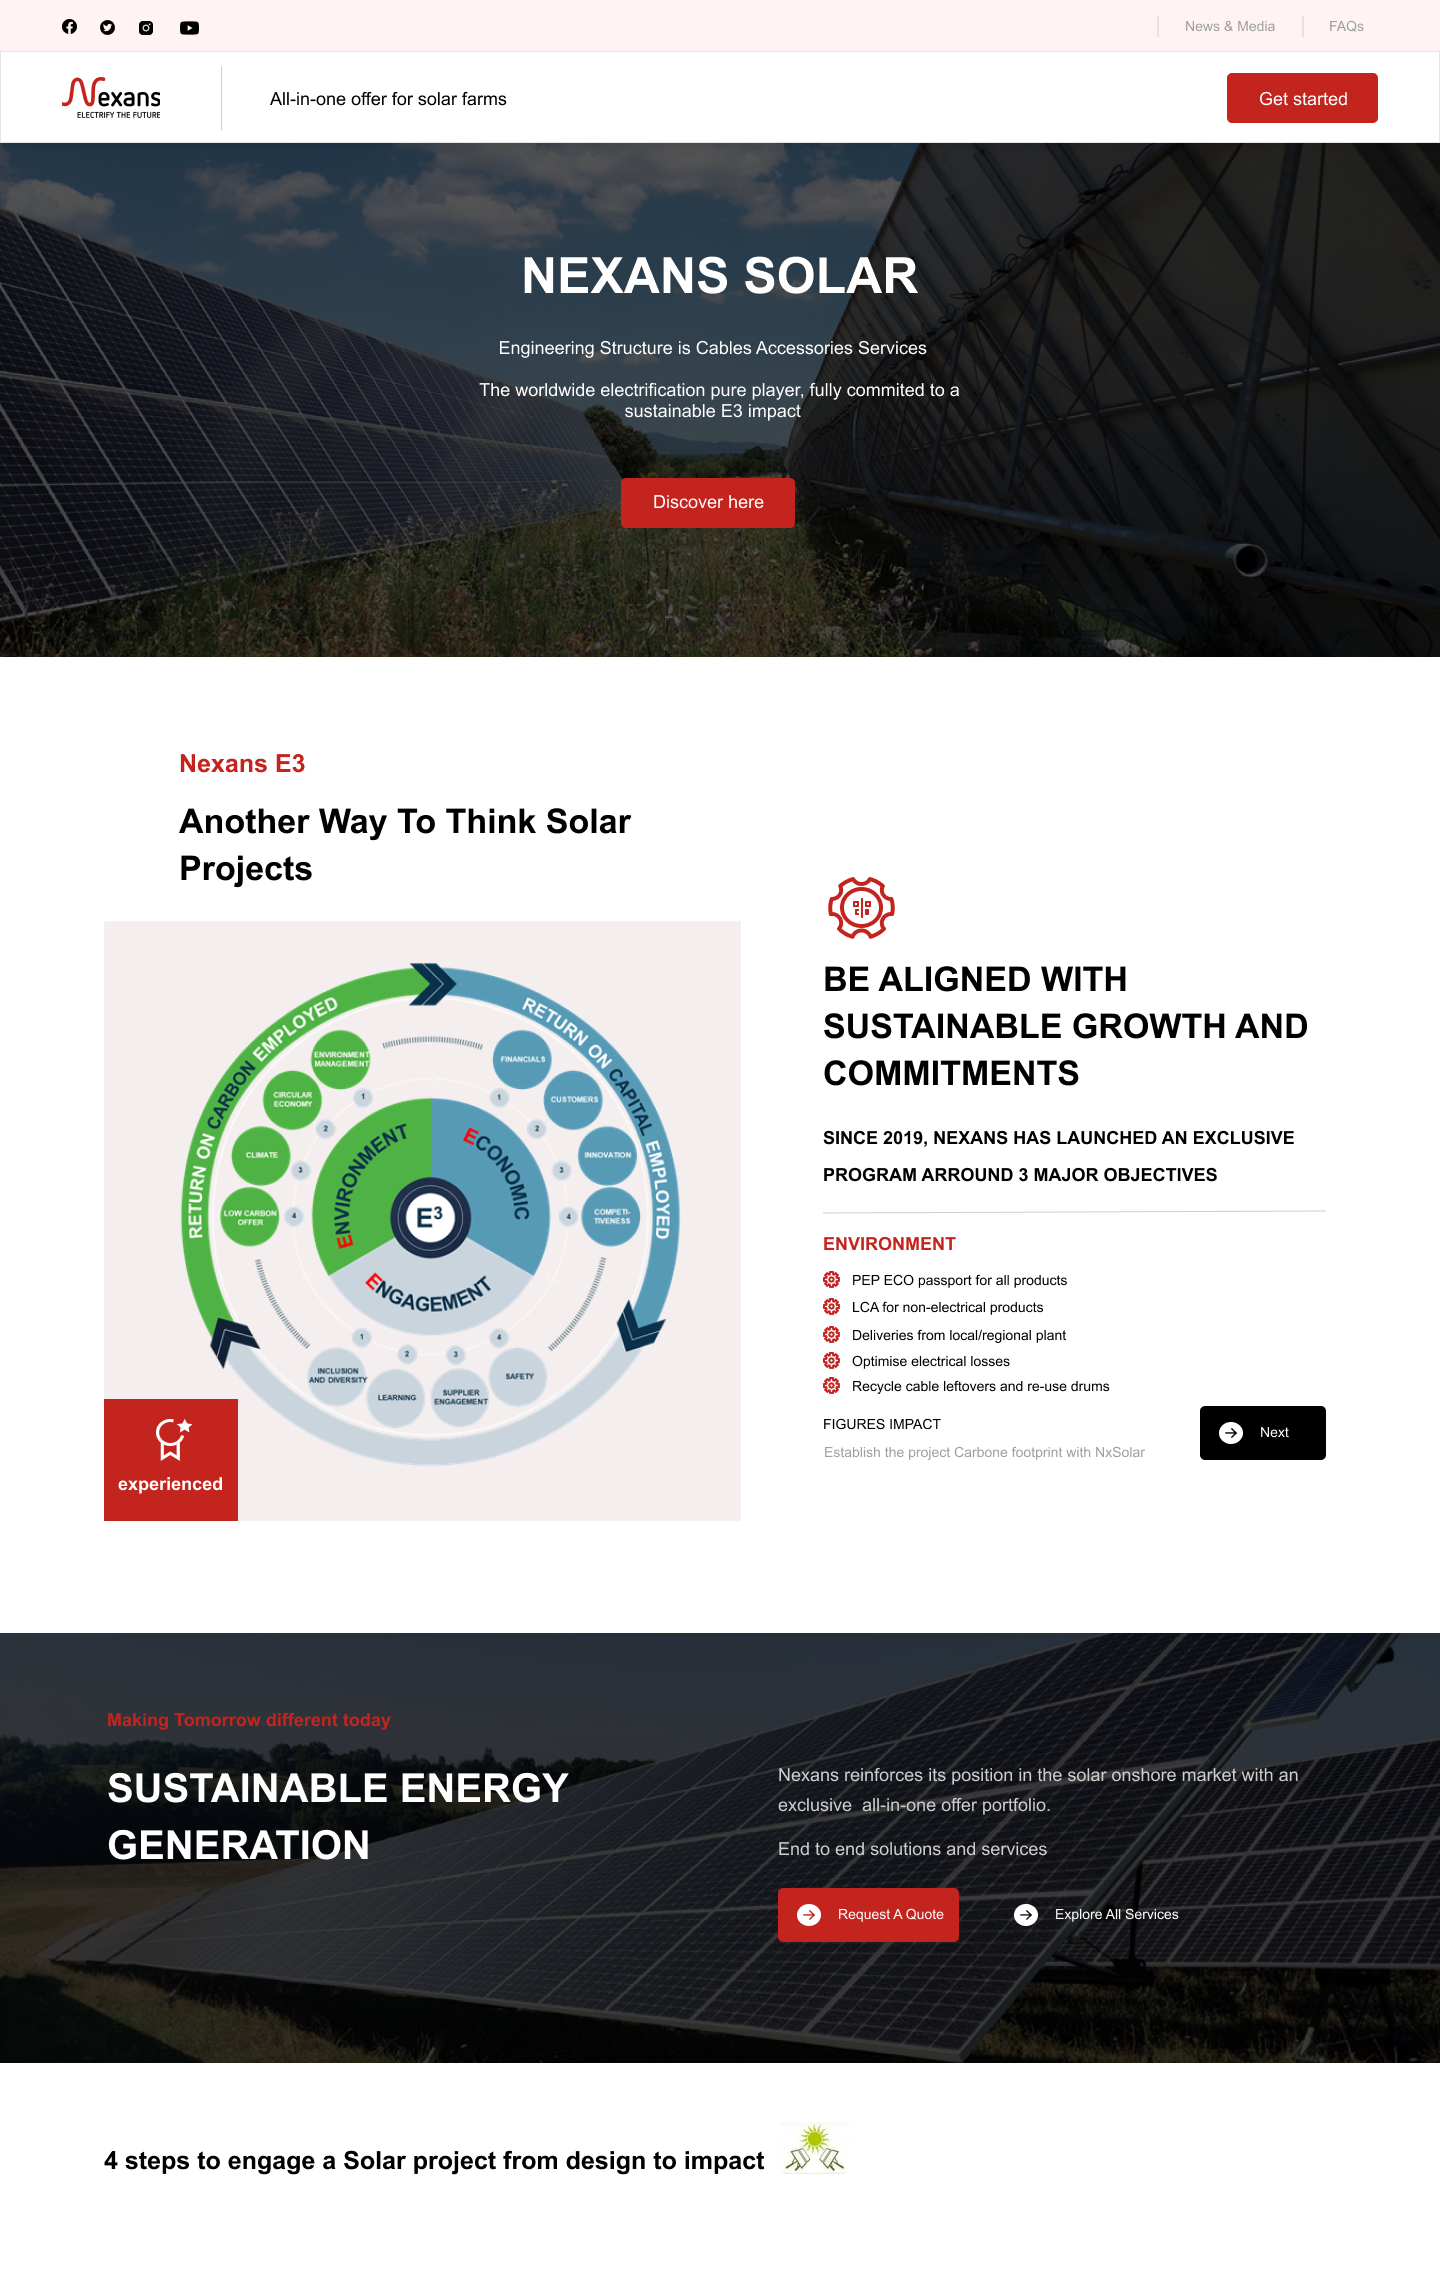 News & Media
FAQs
Nexans
ELECTRIFY THE FUTURE
All-in-one offer for solar farms
Get started
NEXANS SOLAR
Engineering Structure is Cables Accessories Services
The worldwide electrification pure player, fully commited to a
sustainable E3 impact
Discover here
Nexans E3
Another Way To Think Solar
Projects
RETURN ON CARBON EMPLOYED
RETURN ON CAPITAL EMPLOYED
ENVIRONMENT
MANAGEMENT
CIRCULAR
ECONOMY
CLIMATE
LOW CARBON
OFFER
1
2
3
4
FINANCIALS
CUSTOMERS
INNOVATION
COMPETI-
TIVENESS
1
2
3
4
ENVIRONMENT
ECONOMIC
ENGAGEMENT
E³
1
2
3
4
INCLUSION
AND DIVERSITY
LEARNING
SUPPLIER
ENGAGEMENT
SAFETY
experienced
BE ALIGNED WITH
SUSTAINABLE GROWTH AND
COMMITMENTS
SINCE 2019, NEXANS HAS LAUNCHED AN EXCLUSIVE
PROGRAM ARROUND 3 MAJOR OBJECTIVES
ENVIRONMENT
PEP ECO passport for all products
LCA for non-electrical products
Deliveries from local/regional plant
Optimise electrical losses
Recycle cable leftovers and re-use drums
FIGURES IMPACT
Establish the project Carbone footprint with NxSolar
Next
Making Tomorrow different today
SUSTAINABLE ENERGY
GENERATION
Nexans reinforces its position in the solar onshore market with an
exclusive  all-in-one offer portfolio.
End to end solutions and services
Request A Quote
Explore All Services
4 steps to engage a Solar project from design to impact